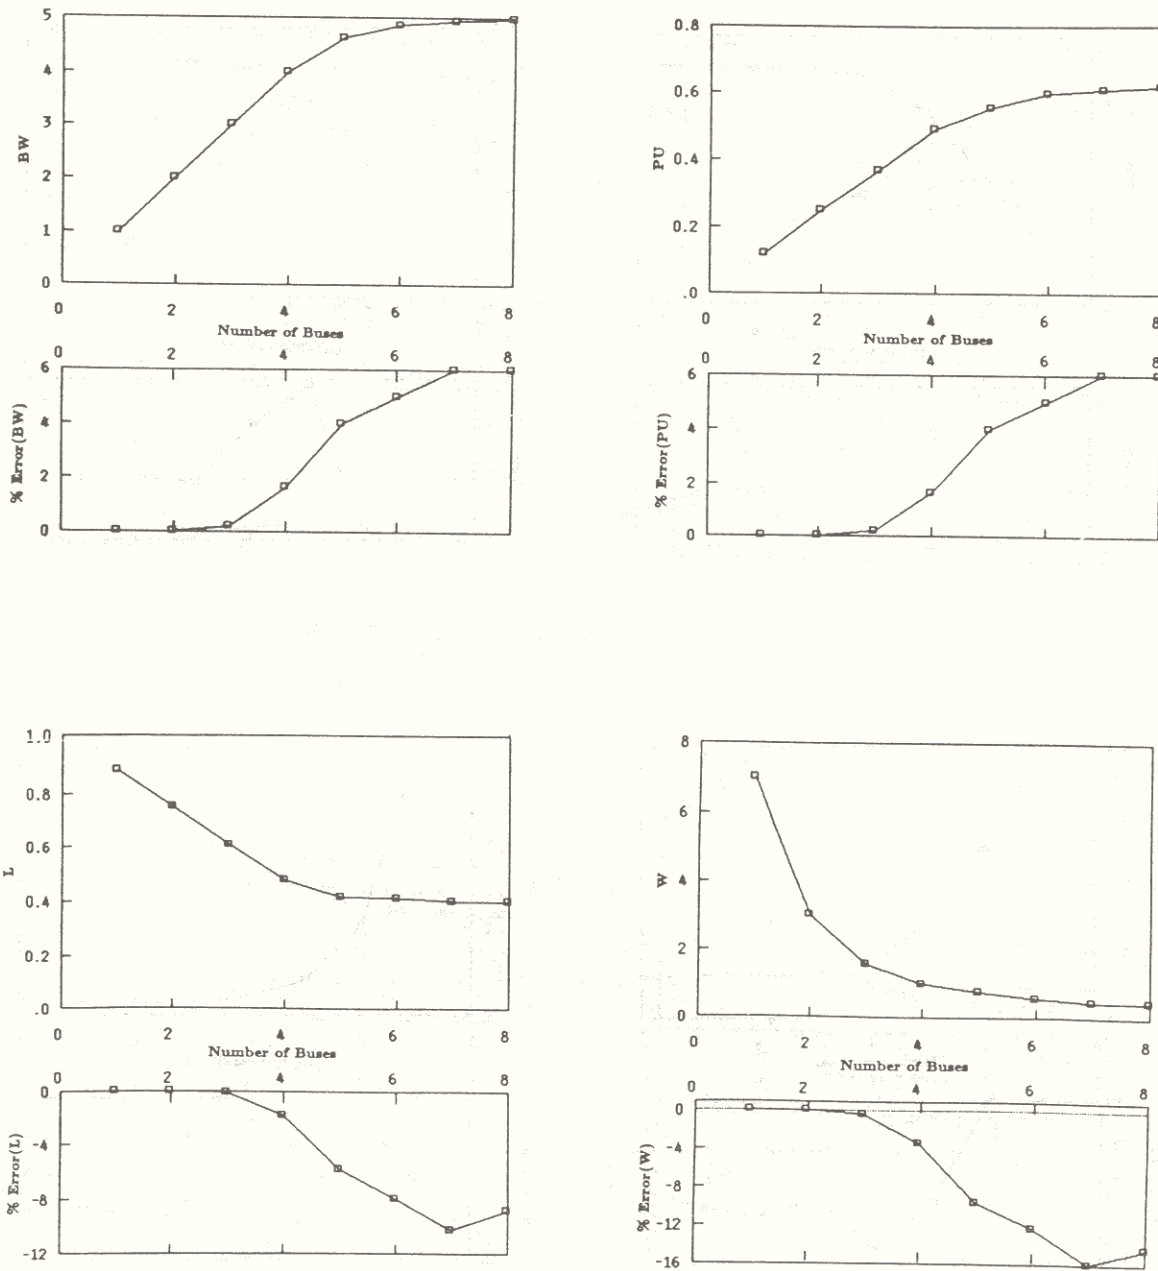 5
4
3
2
1
0
BW
0 2 4 6 8
Number of Buses
0 2 4 6 8
6
4
2
0
% Error(BW)
0.8
0.6
0.4
0.2
.0
PU
0 2 4 6 8
Number of Buses
0 2 4 6 8
6
4
2
0
% Error(PU)
1.0
0.8
0.6
0.4
0.2
.0
L
0 2 4 6 8
Number of Buses
0 2 4 6 8
0
-4
-8
-12
% Error(L)
8
6
4
2
0
W
0 2 4 6 8
Number of Buses
0 2 4 6 8
0
-4
-8
-12
-16
% Error(W)